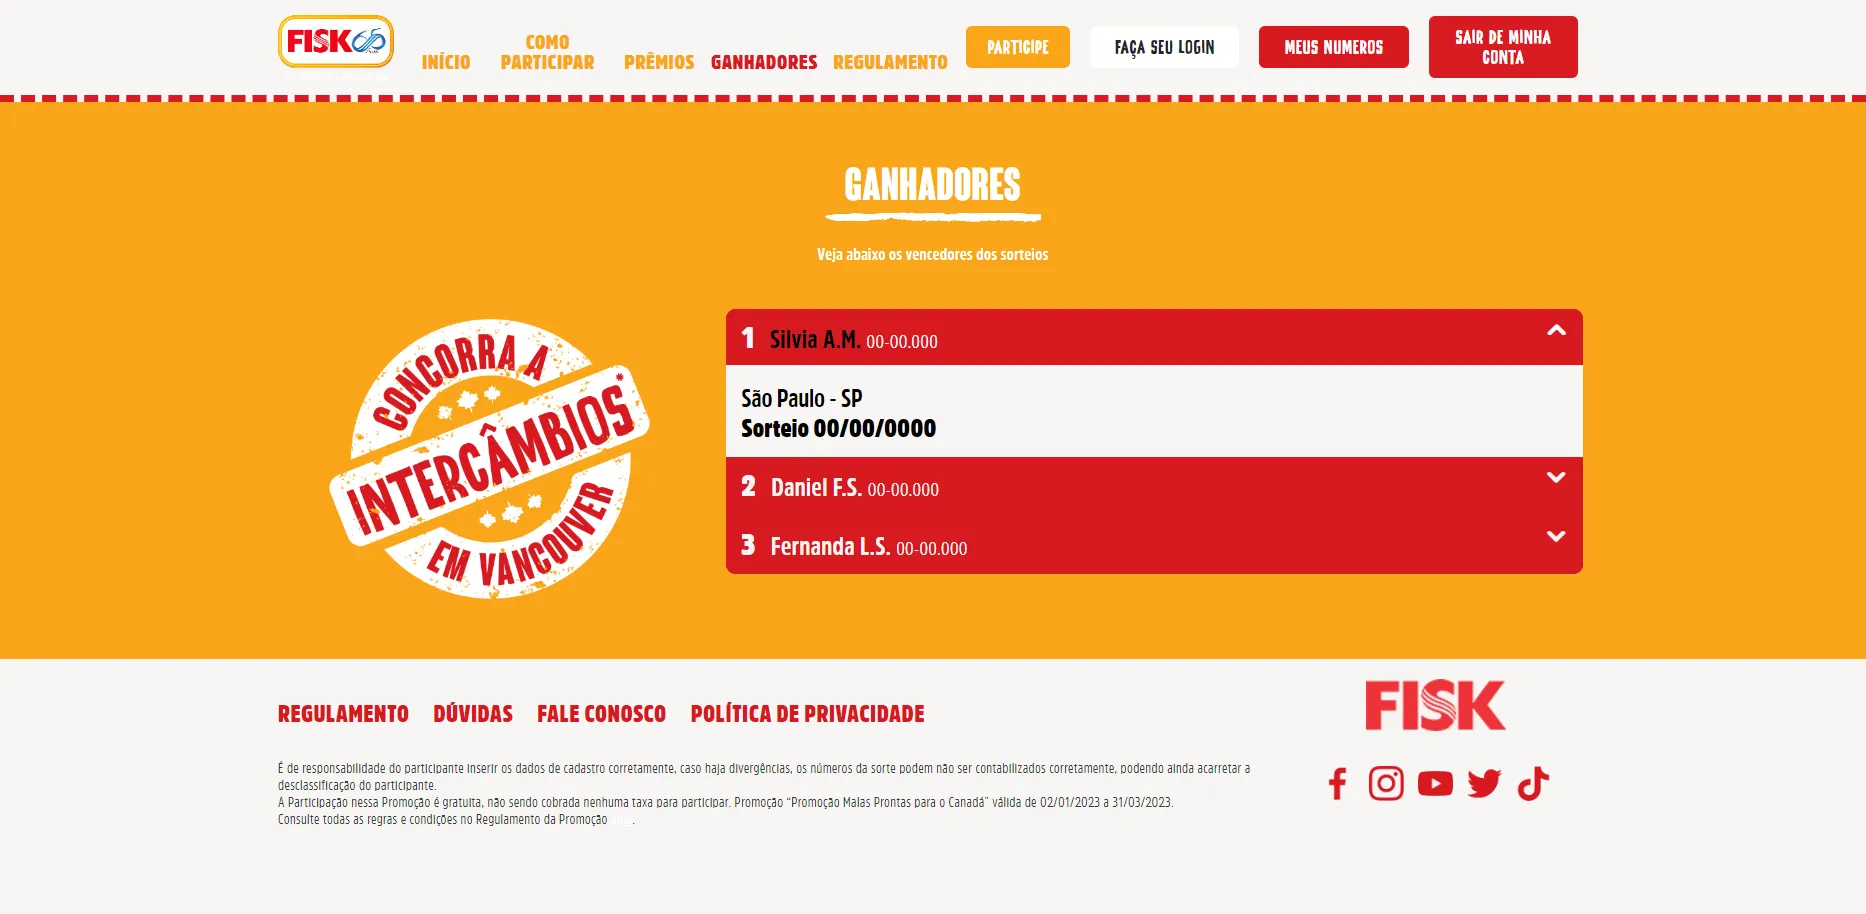 FISK 65
INÍCIO
COMO
PARTICIPAR
PRÊMIOS
GANHADORES
REGULAMENTO
PARTICIPE
FAÇA SEU LOGIN
MEUS NUMEROS
SAIR DE MINHA
CONTA
GANHADORES
Veja abaixo os vencedores dos sorteios
CONCORRA A
INTERCÂMBIOS*
EM VANCOUVER
1 Silvia A.M. 00-00.000
São Paulo - SP
Sorteio 00/00/0000
2 Daniel F.S. 00-00.000
3 Fernanda L.S. 00-00.000
REGULAMENTO DÚVIDAS FALE CONOSCO POLÍTICA DE PRIVACIDADE
FISK
É de responsabilidade do participante inserir os dados de cadastro corretamente, caso haja divergências, os números da sorte podem não ser contabilizados corretamente, podendo ainda acarretar a
desclassificação do participante.
A Participação nessa Promoção é gratuita, não sendo cobrada nenhuma taxa para participar. Promoção “Promoção Malas Prontas para o Canadá” válida de 02/01/2023 a 31/03/2023.
Consulte todas as regras e condições no Regulamento da Promoção .